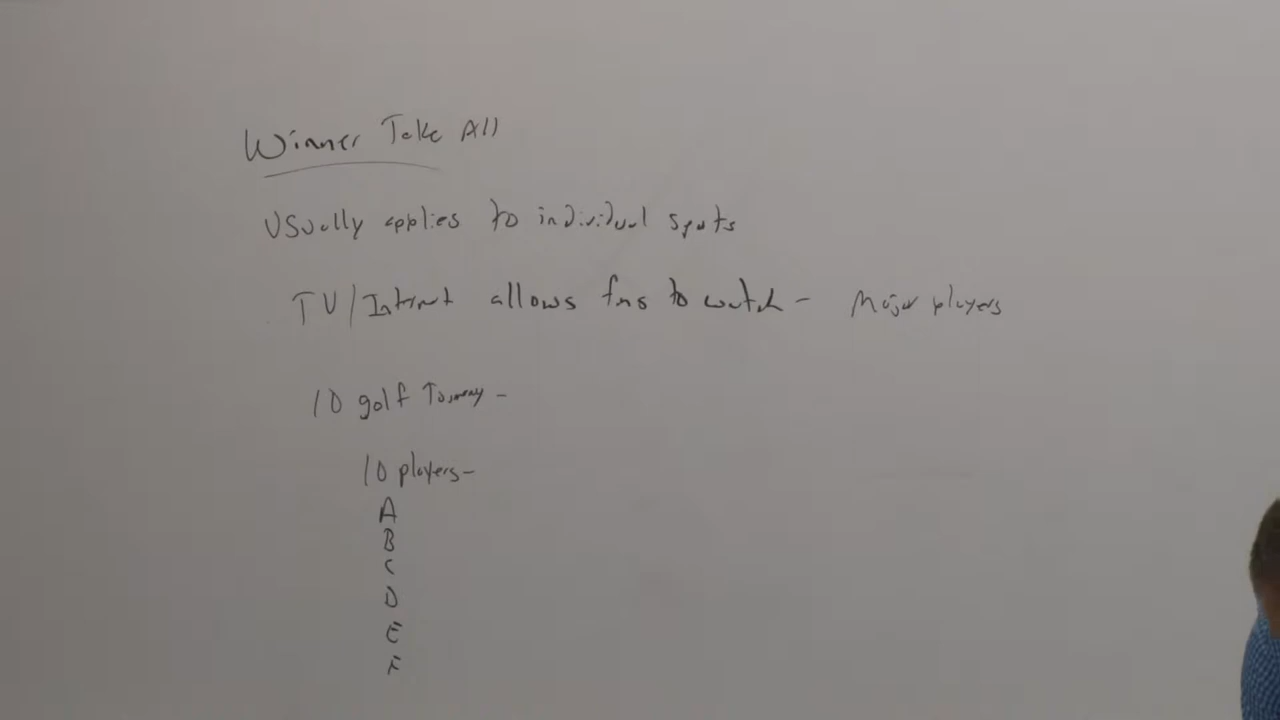 Winner Take All
Usually applies to individual sports
TV/Internet allows fans to watch - Major players
10 golf Tourney -
10 players -
A
B
C
D
E
F